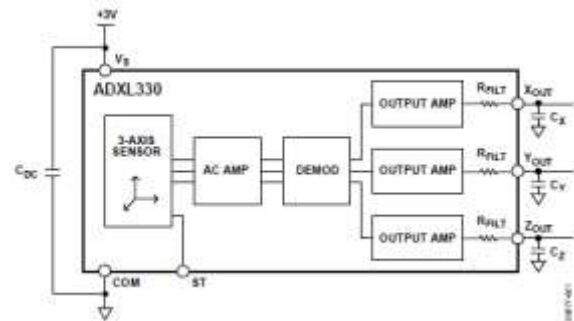 +3V
VS
ADXL330
3-AXIS
SENSOR
AC AMP
DEMOD
OUTPUT AMP
OUTPUT AMP
OUTPUT AMP
RFILT
RFILT
RFILT
XOUT
CX
YOUT
CY
ZOUT
CZ
CDC
COM
ST